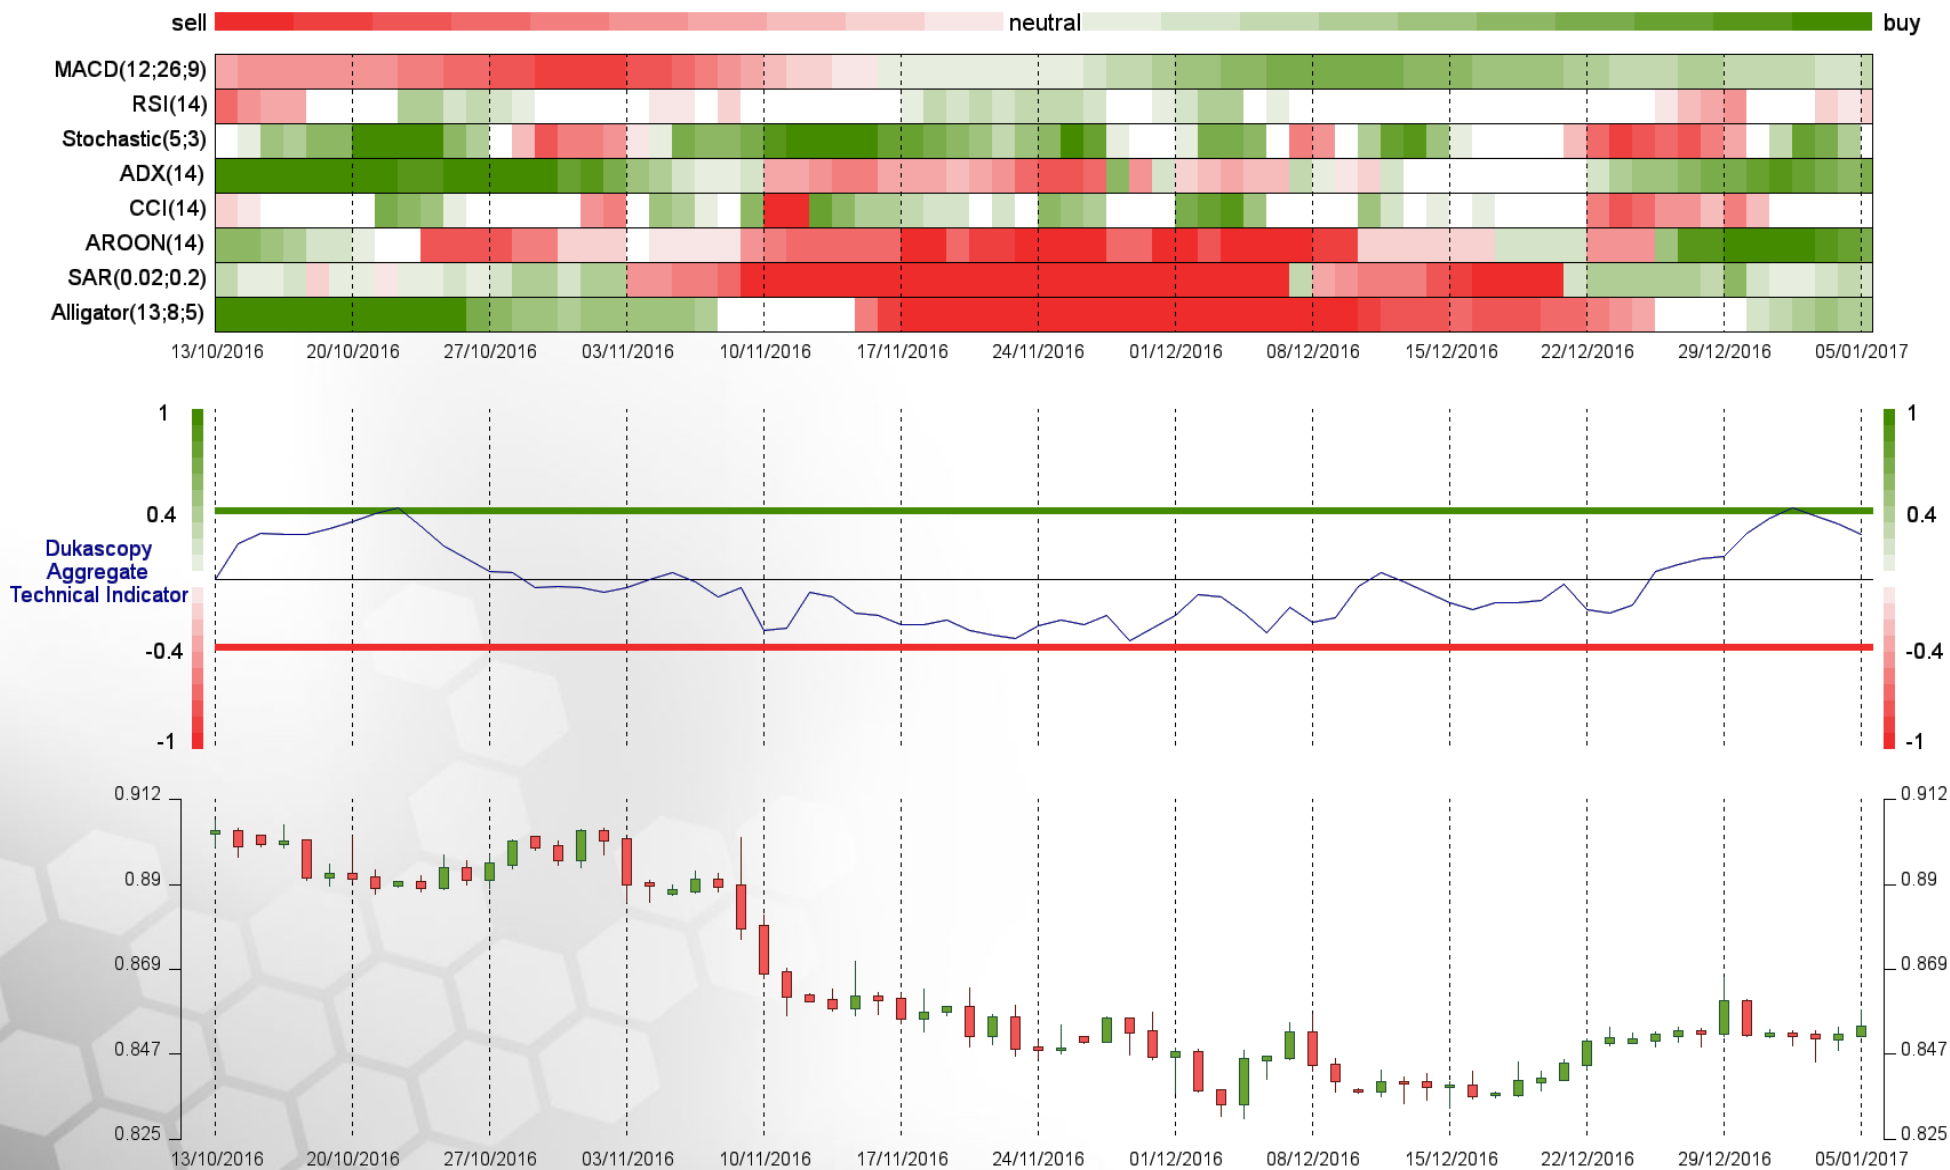 sell neutral buy
MACD(12;26;9)
RSI(14)
Stochastic(5;3)
ADX(14)
CCI(14)
AROON(14)
SAR(0.02;0.2)
Alligator(13;8;5)
13/10/2016 20/10/2016 27/10/2016 03/11/2016 10/11/2016 17/11/2016 24/11/2016 01/12/2016 08/12/2016 15/12/2016 22/12/2016 29/12/2016 05/01/2017
1 1
0.4 0.4
Dukascopy
Aggregate
Technical Indicator
-0.4 -0.4
-1 -1
0.912 0.912
0.89 0.89
0.869 0.869
0.847 0.847
0.825 0.825
13/10/2016 20/10/2016 27/10/2016 03/11/2016 10/11/2016 17/11/2016 24/11/2016 01/12/2016 08/12/2016 15/12/2016 22/12/2016 29/12/2016 05/01/2017